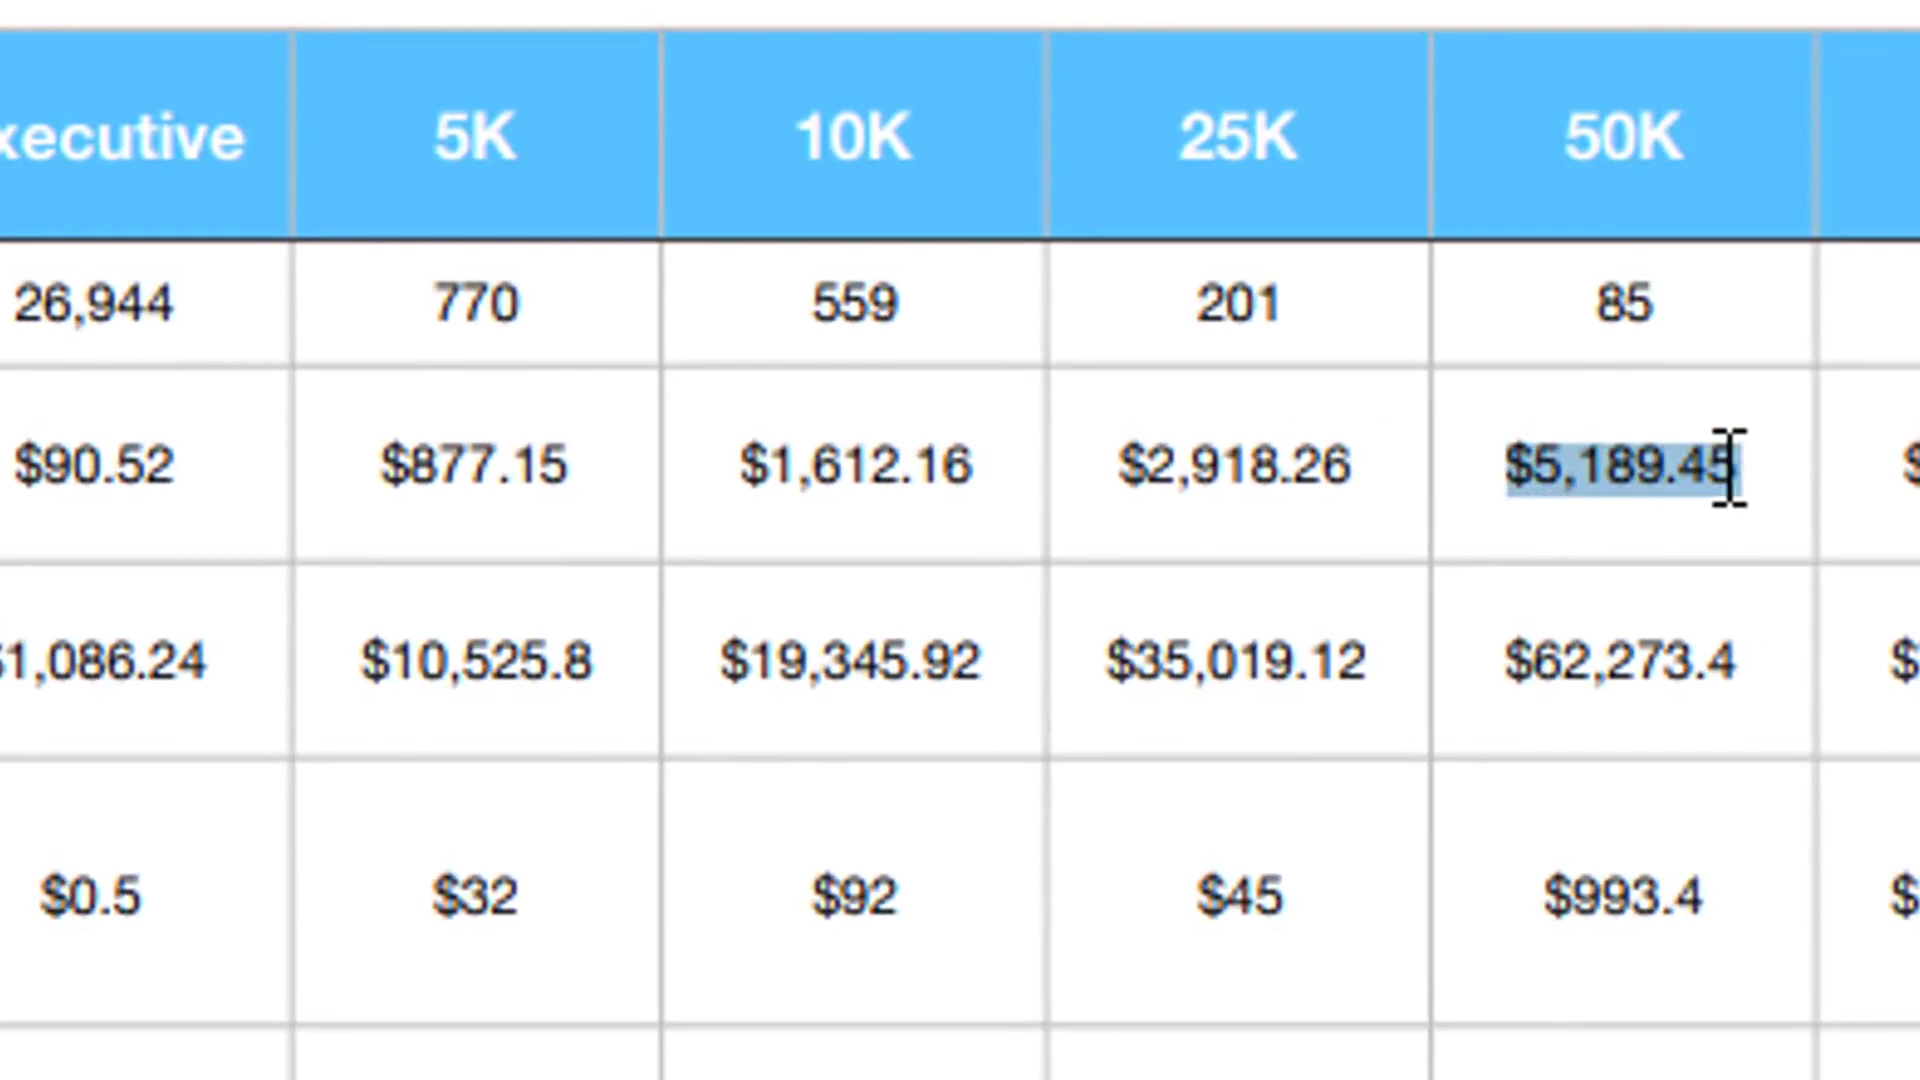 xecutive 5K 10K 25K 50K
26,944 770 559 201 85
$90.52 $877.15 $1,612.16 $2,918.26 $5,189.45 $
$1,086.24 $10,525.8 $19,345.92 $35,019.12 $62,273.4 $
$0.5 $32 $92 $45 $993.4 $